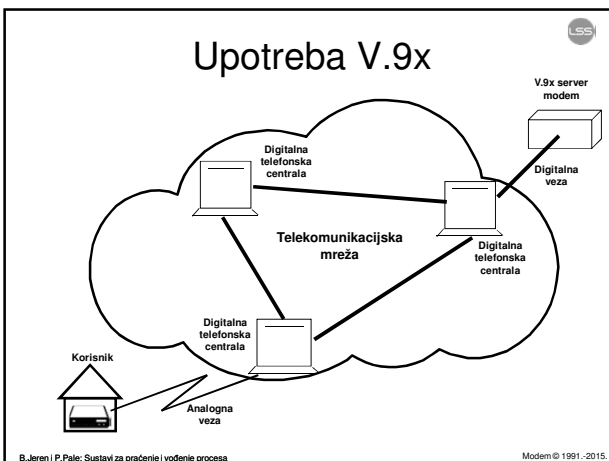 LSS
Upotreba V.9x
V.9x server
modem
Digitalna
telefonska
centrala
Digitalna
veza
Telekomunikacijska
mreža
Digitalna
telefonska
centrala
Digitalna
telefonska
centrala
Korisnik
Analogna
veza
B.Jeren i P.Pale: Sustavi za praćenje i vođenje procesa
Modem © 1991.-2015.